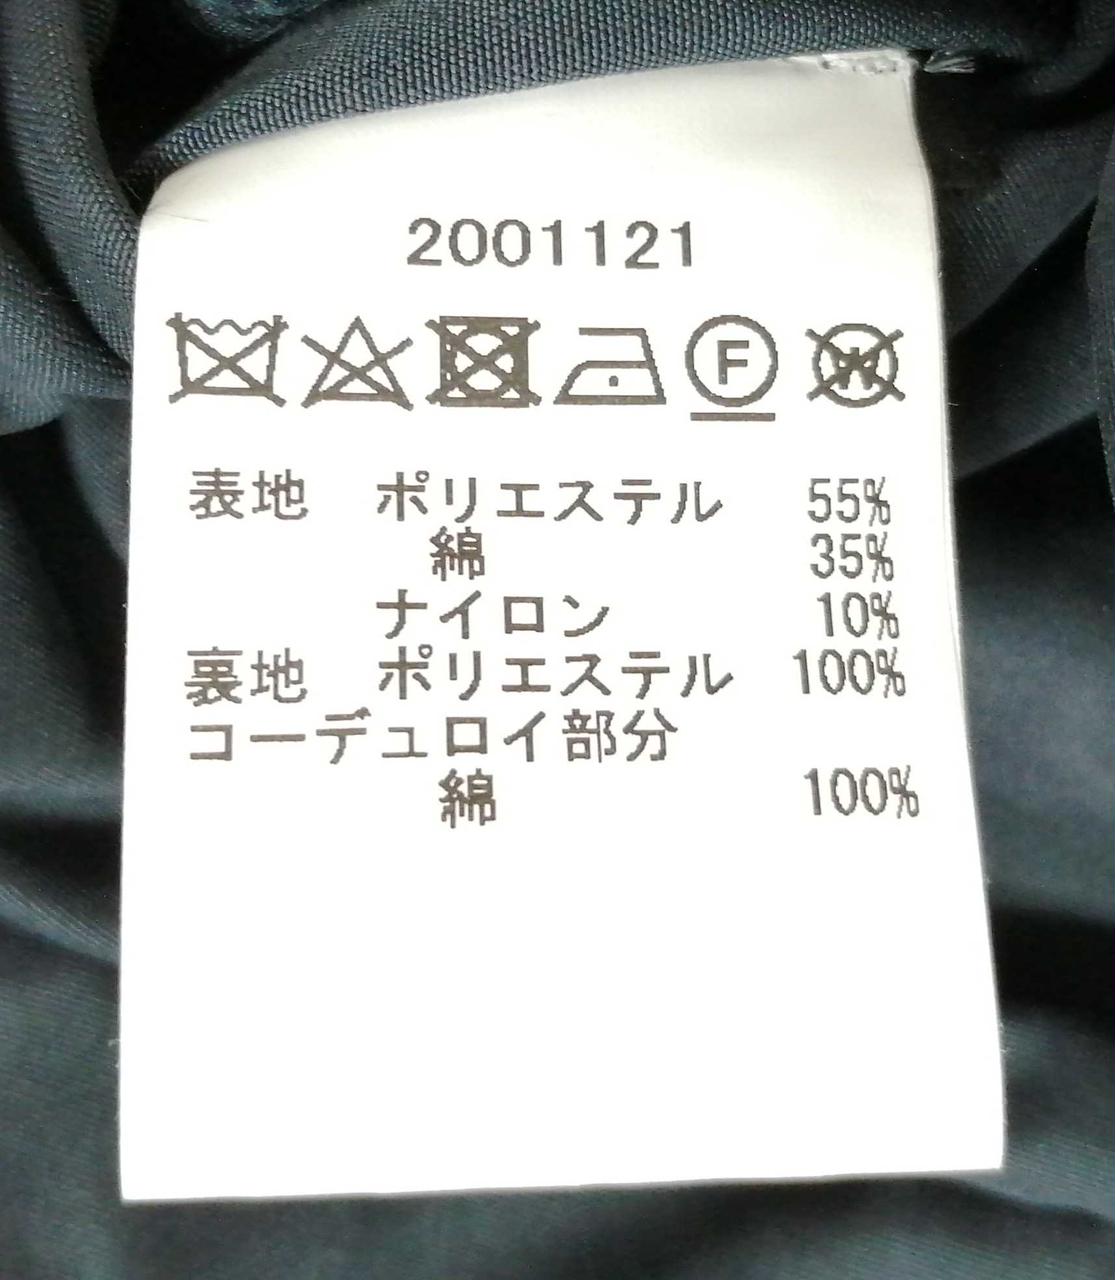 2001121
F W
表地 ポリエステル 55%
綿 35%
ナイロン 10%
裏地 ポリエステル 100%
コーデュロイ部分
綿 100%